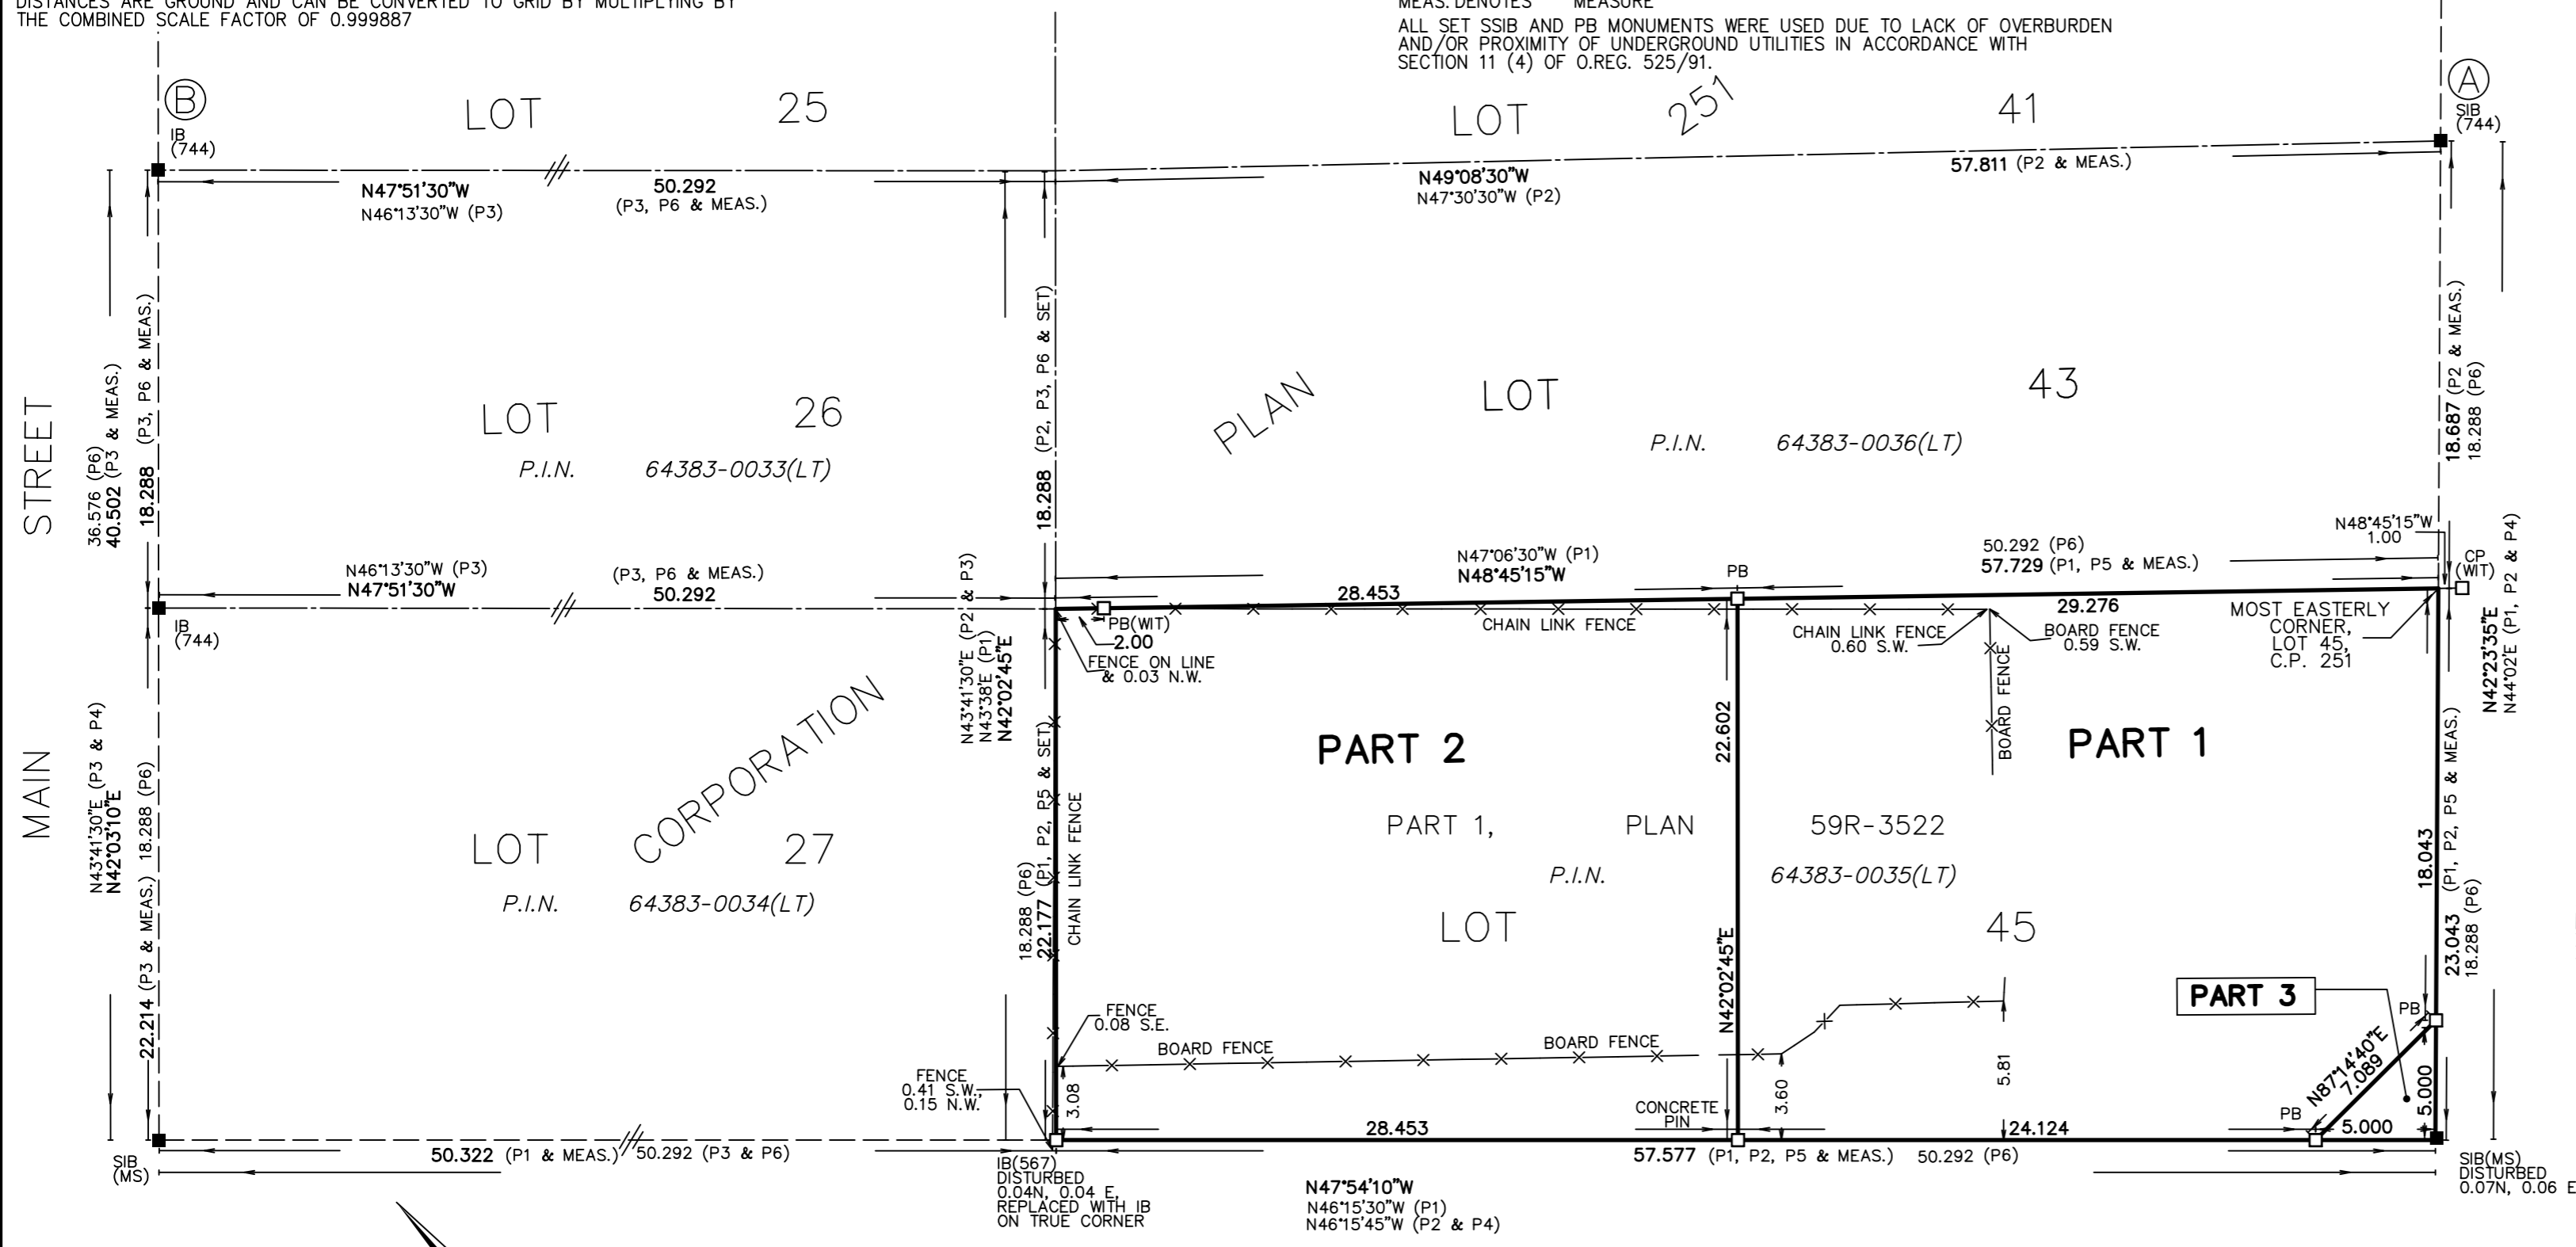 DISTANCES ARE GROUND AND CAN BE CONVERTED TO GRID BY MULTIPLYING BY
THE COMBINED SCALE FACTOR OF 0.999887
MEAS. DENOTES MEASURE
ALL SET SSIB AND PB MONUMENTS WERE USED DUE TO LACK OF OVERBURDEN
AND/OR PROXIMITY OF UNDERGROUND UTILITIES IN ACCORDANCE WITH
SECTION 11 (4) OF O.REG. 525/91.
B
IB
(744)
LOT 25
LOT 41
251
A
SIB
(744)
N47°51'30"W
N46°13'30"W (P3)
50.292
(P3, P6 & MEAS.)
N49°08'30"W
N47°30'30"W (P2)
57.811 (P2 & MEAS.)
MAIN STREET
36.576 (P6)
40.502 (P3 & MEAS.)
18.288 (P3, P6 & MEAS.)
LOT 26
P.I.N. 64383-0033(LT)
18.288 (P2, P3, P6 & SET)
PLAN
LOT 43
P.I.N. 64383-0036(LT)
18.687 (P2 & MEAS.)
18.288 (P6)
N46°13'30"W (P3)
N47°51'30"W
(P3, P6 & MEAS.)
50.292
IB
(744)
N47°06'30"W (P1)
N48°45'15"W
28.453
PB
50.292 (P6)
57.729 (P1, P5 & MEAS.)
N48°45'15"W
1.00
CP
(WIT)
29.276
PB(WIT)
2.00
FENCE ON LINE
& 0.03 N.W.
CHAIN LINK FENCE
CHAIN LINK FENCE
0.60 S.W.
BOARD FENCE
0.59 S.W.
BOARD FENCE
MOST EASTERLY
CORNER,
LOT 45,
C.P. 251
N42°23'35"E
N44°02'E (P1, P2 & P4)
N43°41'30"E (P2 & P3)
N43°38'E (P1)
N42°02'45"E
N43°41'30"E (P3 & P4)
N42°03'10"E
22.214 (P3 & MEAS.) 18.288 (P6)
LOT 27
CORPORATION
P.I.N. 64383-0034(LT)
18.288 (P6)
22.177 (P1, P2, P5 & SET)
CHAIN LINK FENCE
PART 2
22.602
N42°02'45"E
PART 1
PART 1, PLAN 59R-3522
P.I.N. 64383-0035(LT)
LOT 45
18.043
23.043 (P1, P2, P5 & MEAS.)
18.288 (P6)
PART 3
PB
N87°14'40"E
7.089
5.000
PB
5.000
FENCE
0.08 S.E.
BOARD FENCE
BOARD FENCE
FENCE
0.41 S.W.,
0.15 N.W.
3.08
3.60
5.81
CONCRETE
PIN
28.453
24.124
SIB
(MS)
50.322 (P1 & MEAS.) 50.292 (P3 & P6)
57.577 (P1, P2, P5 & MEAS.) 50.292 (P6)
IB(567)
DISTURBED
0.04N, 0.04 E,
REPLACED WITH IB
ON TRUE CORNER
N47°54'10"W
N46°15'30"W (P1)
N46°15'45"W (P2 & P4)
SIB(MS)
DISTURBED
0.07N, 0.06 E